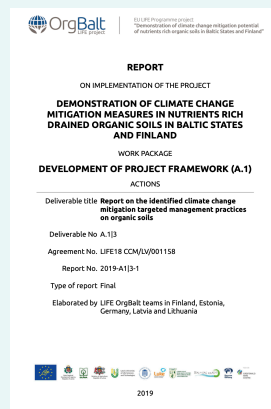 OrgBalt
LIFE project
EU LIFE Programme project
"Demonstration of climate change mitigation potential
of nutrients rich organic soils in Baltic States and Finland"
REPORT
ON IMPLEMENTATION OF THE PROJECT
DEMONSTRATION OF CLIMATE CHANGE
MITIGATION MEASURES IN NUTRIENTS RICH
DRAINED ORGANIC SOILS IN BALTIC STATES
AND FINLAND
WORK PACKAGE
DEVELOPMENT OF PROJECT FRAMEWORK (A.1)
ACTIONS
Deliverable title Report on the identified climate change
mitigation targeted management practices
on organic soils
Deliverable No A.1|3
Agreement No. LIFE18 CCM/LV/001158
Report No. 2019-A1|3-1
Type of report Final
Elaborated by LIFE OrgBalt teams in Finland, Estonia,
Germany, Latvia and Lithuania
2019